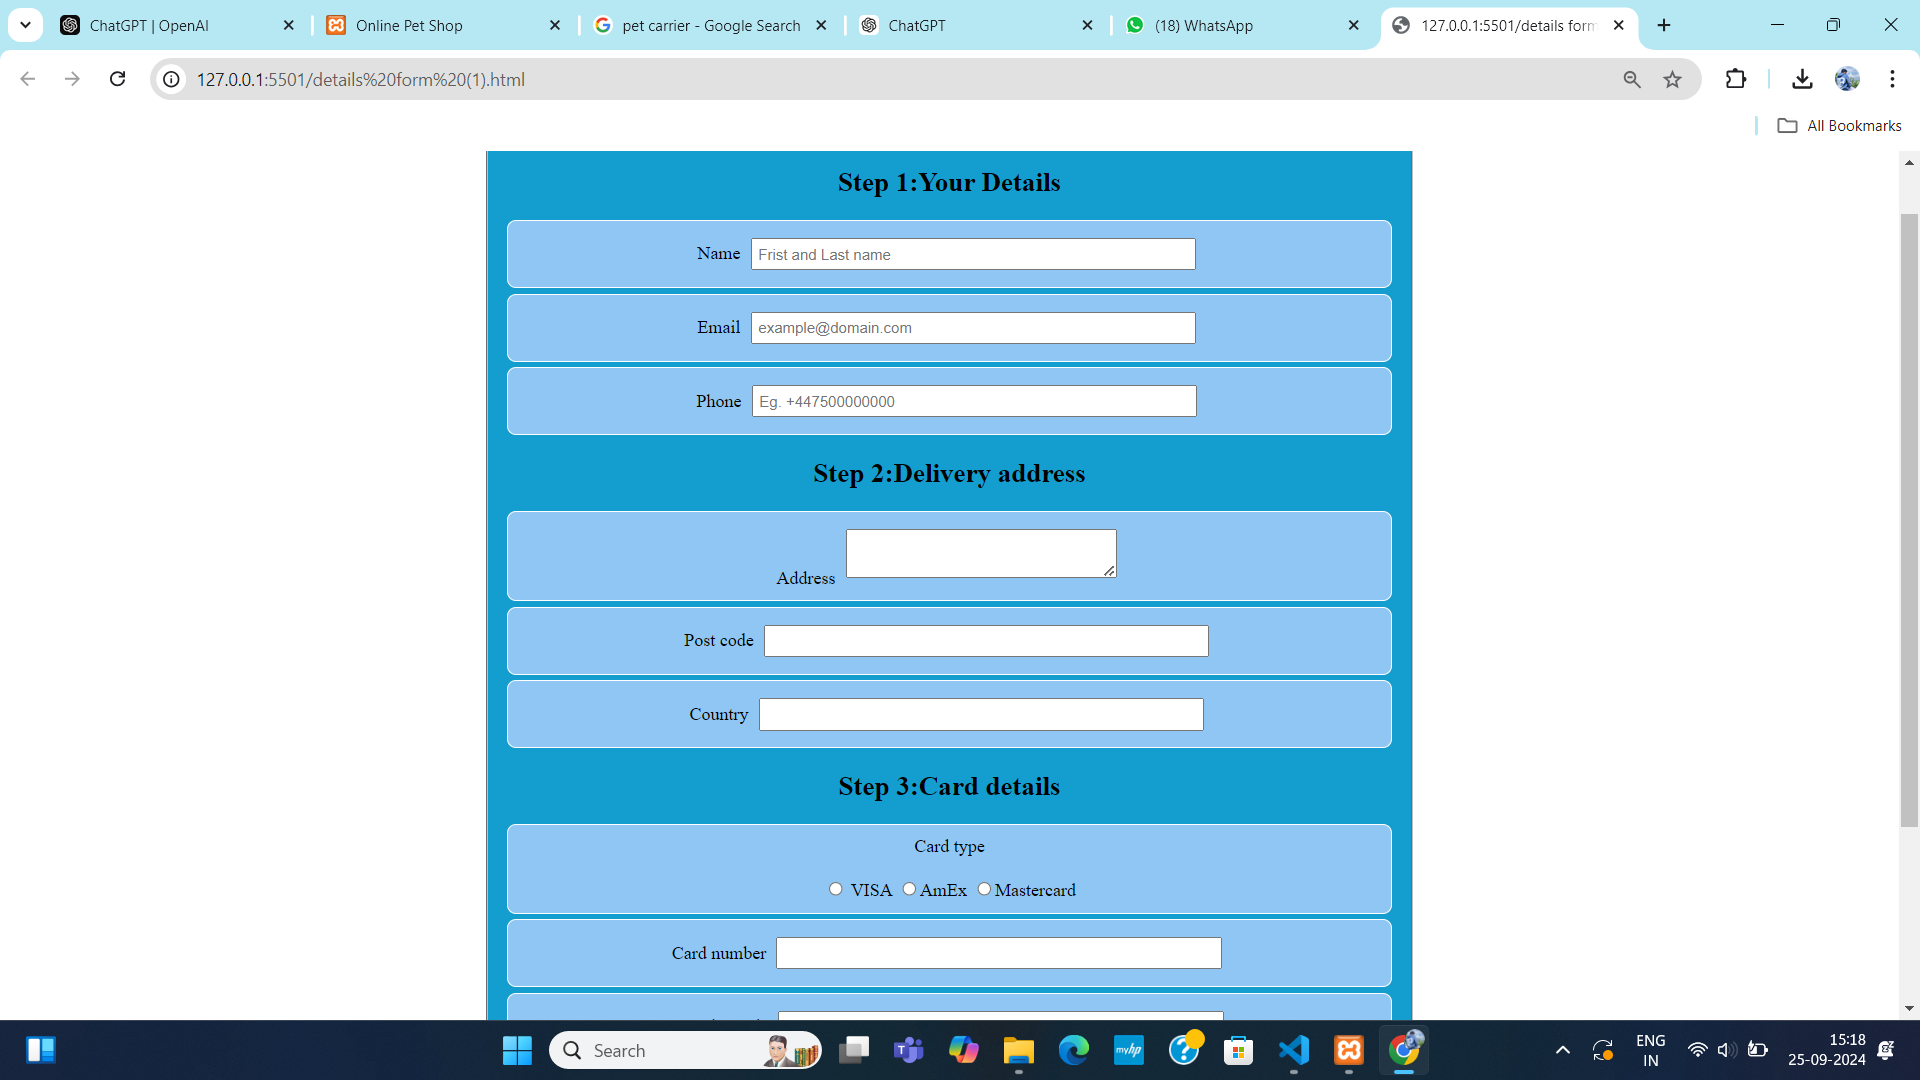 ChatGPT | OpenAI
Online Pet Shop
pet carrier - Google Search
ChatGPT
(18) WhatsApp
127.0.0.1:5501/details form
127.0.0.1:5501/details%20form%20(1).html
All Bookmarks
Step 1:Your Details
Name Frist and Last name
Email example@domain.com
Phone Eg. +447500000000
Step 2:Delivery address
Address
Post code
Country
Step 3:Card details
Card type
VISA AmEx Mastercard
Card number
Search
myhp
ENG
IN
15:18
25-09-2024